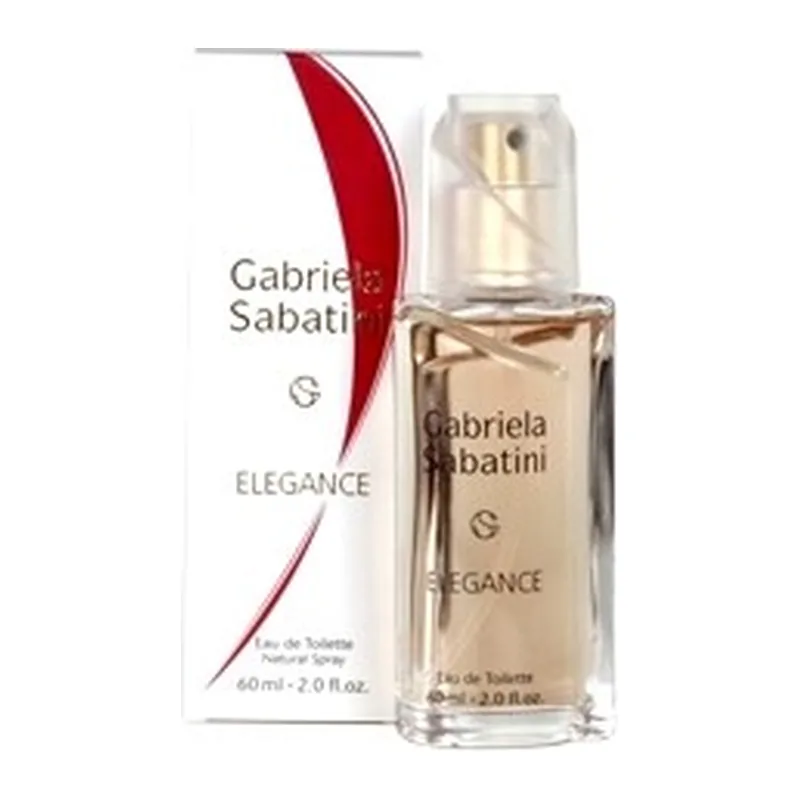 Gabriela
Sabatini
ELEGANCE
Eau de Toilette
Natural Spray
60 ml - 2.0 fl.oz.
Gabriela
Sabatini
ELEGANCE
Eau de Toilette
60 ml - 2.0 fl.oz.